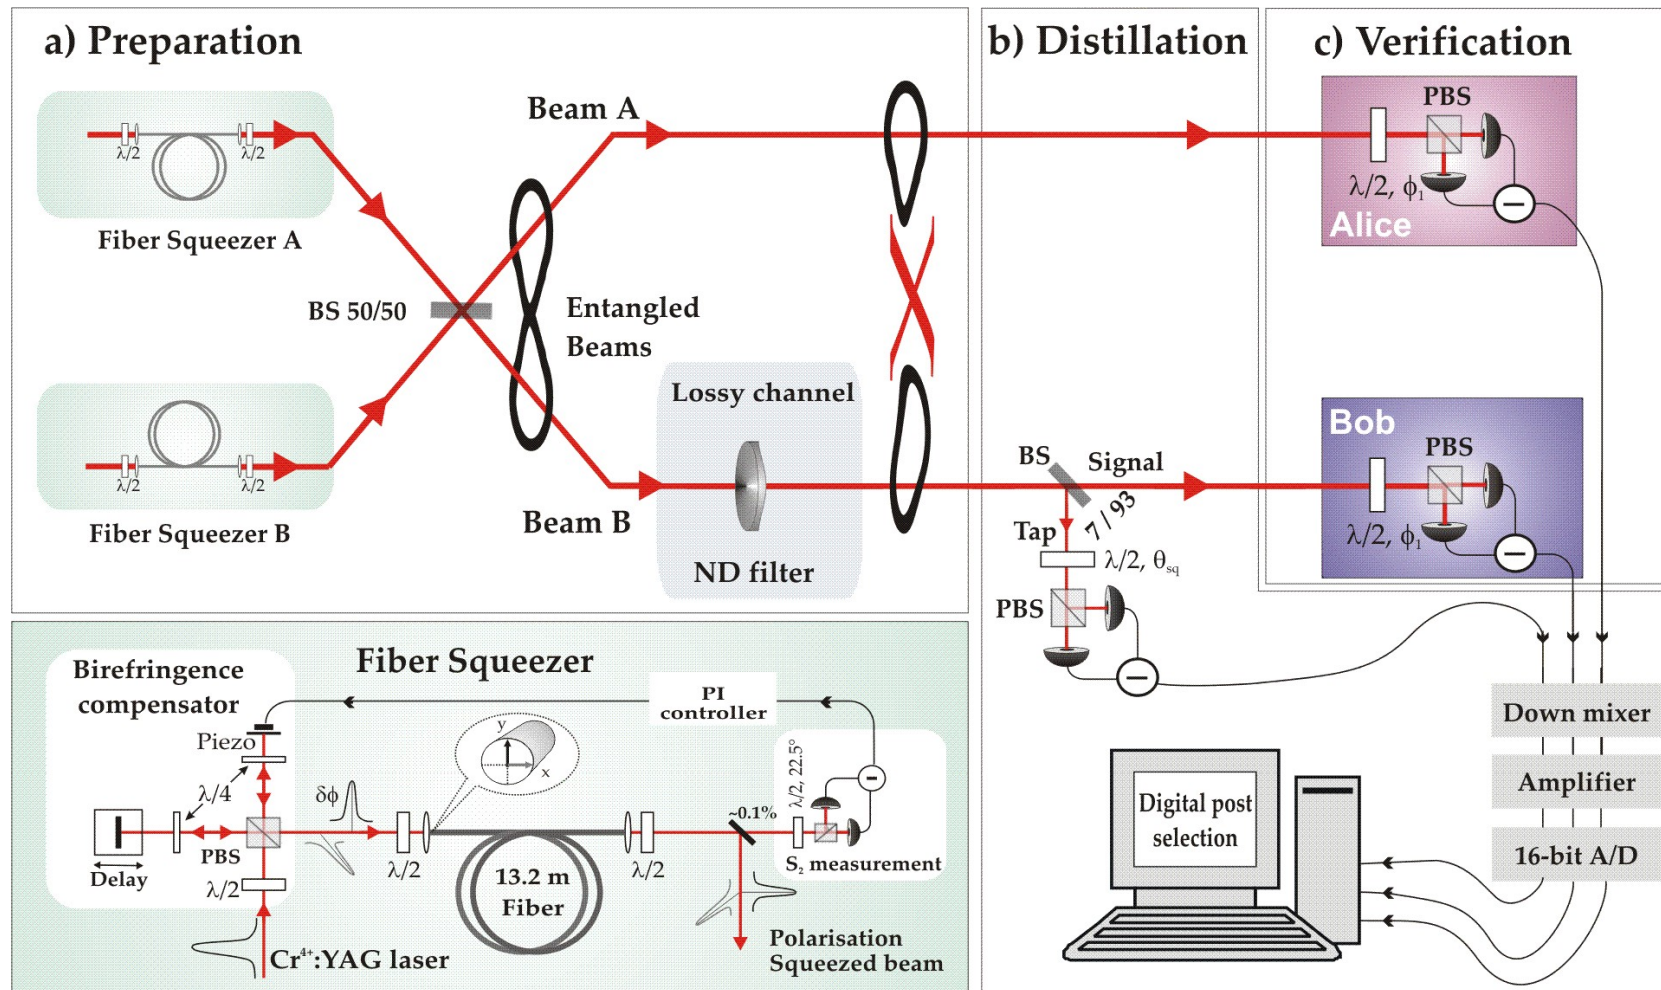 a) Preparation
λ/2
λ/2
Fiber Squeezer A
BS 50/50
λ/2
λ/2
Fiber Squeezer B
Beam A
Entangled
Beams
Beam B
Lossy channel
ND filter
b) Distillation
BS
Signal
7 / 93
Tap
λ/2, θsq
PBS
c) Verification
PBS
λ/2, ϕ₁
Alice
Bob
PBS
λ/2, ϕ₁
Down mixer
Amplifier
16-bit A/D
Digital post
selection
Fiber Squeezer
Birefringence
compensator
Piezo
λ/4
PBS
Delay
λ/2
Cr⁴⁺:YAG laser
δϕ
λ/2
y
x
13.2 m
Fiber
λ/2
PI
controller
~0.1%
λ/2, 22.5°
S₂ measurement
Polarisation
Squeezed beam